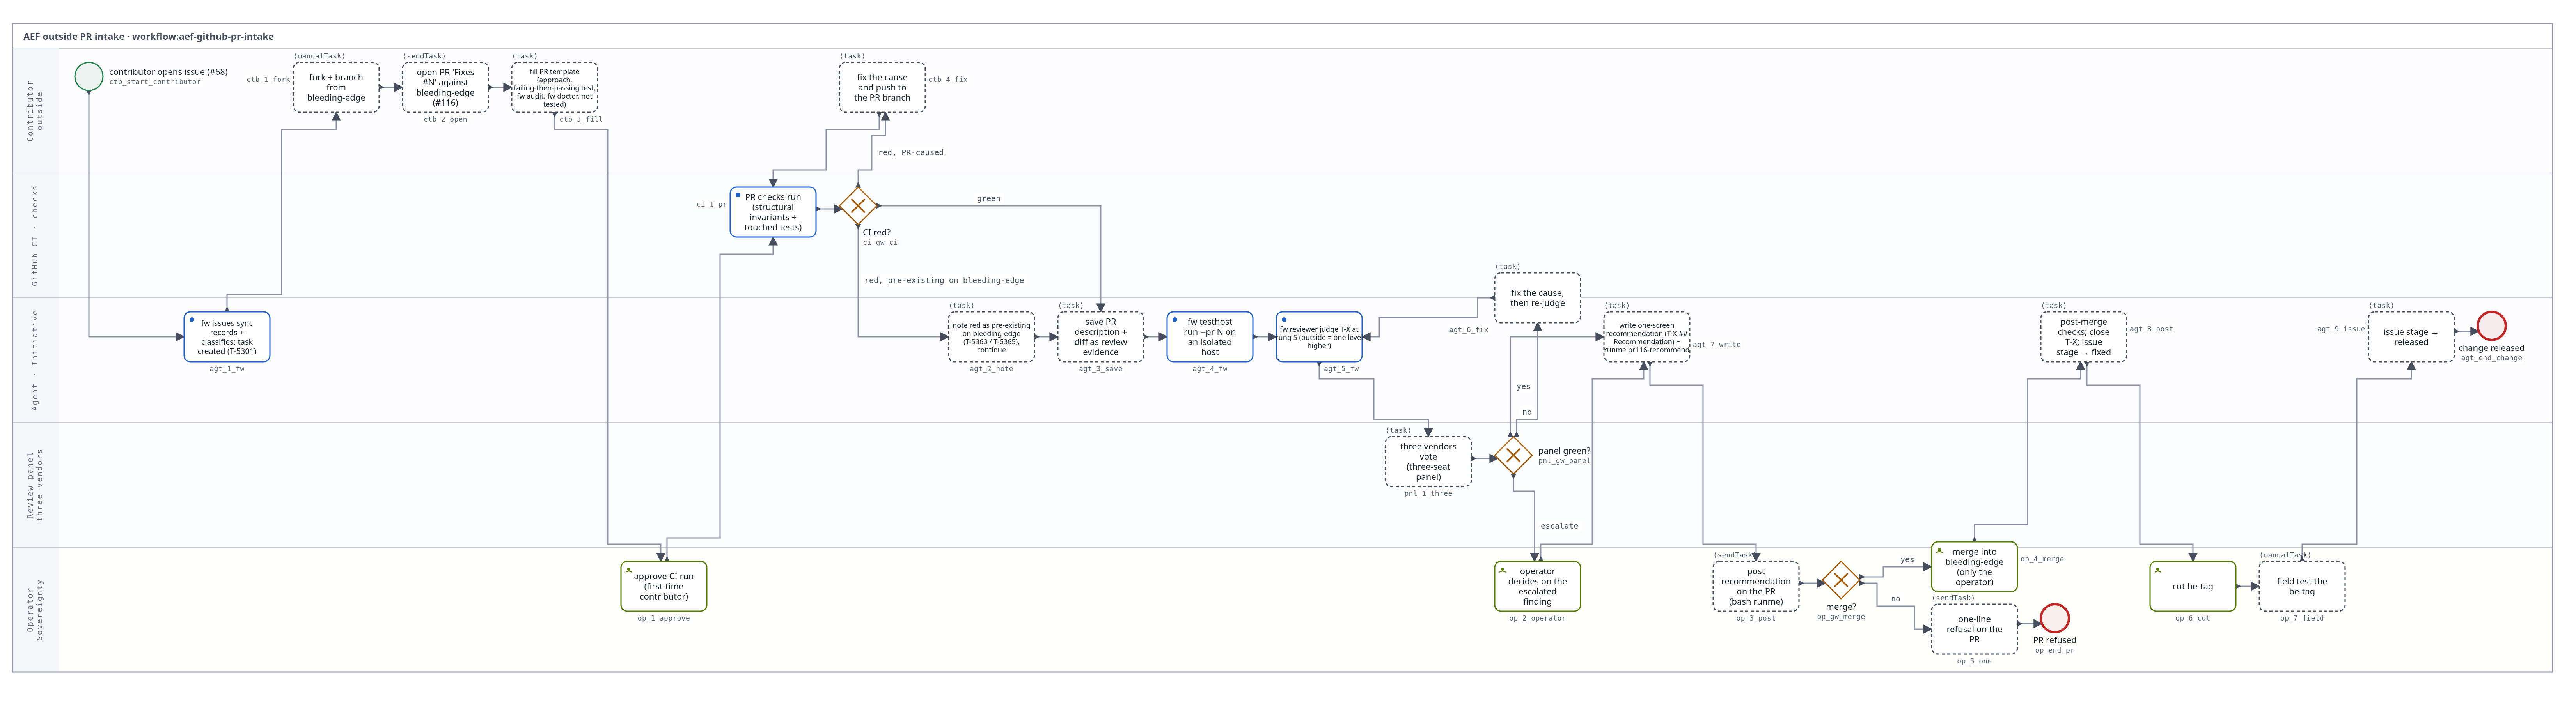 AEF outside PR intake · workflow:aef-github-pr-intake
Contributor
outside
contributor opens issue (#68)
ctb_start_contributor
(manualTask)
ctb_1_fork
fork + branch
from
bleeding-edge
(sendTask)
open PR 'Fixes
#N' against
bleeding-edge
(#116)
ctb_2_open
(task)
fill PR template
(approach,
failing-then-passing test,
fw audit, fw doctor, not
tested)
ctb_3_fill
(task)
fix the cause
and push to
the PR branch
ctb_4_fix
red, PR-caused
GitHub CI · checks
ci_1_pr
PR checks run
(structural
invariants +
touched tests)
CI red?
ci_gw_ci
green
red, pre-existing on bleeding-edge
Agent · Initiative
fw issues sync
records +
classifies; task
created (T-5301)
agt_1_fw
(task)
note red as pre-existing
on bleeding-edge
(T-5363 / T-5365),
continue
agt_2_note
(task)
save PR
description +
diff as review
evidence
agt_3_save
fw testhost
run --pr N on
an isolated
host
agt_4_fw
fw reviewer judge T-X at
rung 5 (outside = one level
higher)
agt_5_fw
(task)
fix the cause,
then re-judge
agt_6_fix
(task)
write one-screen
recommendation (T-X ##
Recommendation) +
runme pr116-recommend
agt_7_write
yes
no
(task)
post-merge
checks; close
T-X; issue
stage → fixed
agt_8_post
(task)
agt_9_issue
issue stage →
released
change released
agt_end_change
Review panel
three vendors
(task)
three vendors
vote
(three-seat
panel)
pnl_1_three
panel green?
pnl_gw_panel
escalate
Operator
Sovereignty
approve CI run
(first-time
contributor)
op_1_approve
operator
decides on the
escalated
finding
op_2_operator
(sendTask)
post
recommendation
on the PR
(bash runme)
op_3_post
merge?
op_gw_merge
yes
no
merge into
bleeding-edge
(only the
operator)
op_4_merge
(sendTask)
one-line
refusal on the
PR
op_5_one
PR refused
op_end_pr
cut be-tag
op_6_cut
(manualTask)
field test the
be-tag
op_7_field